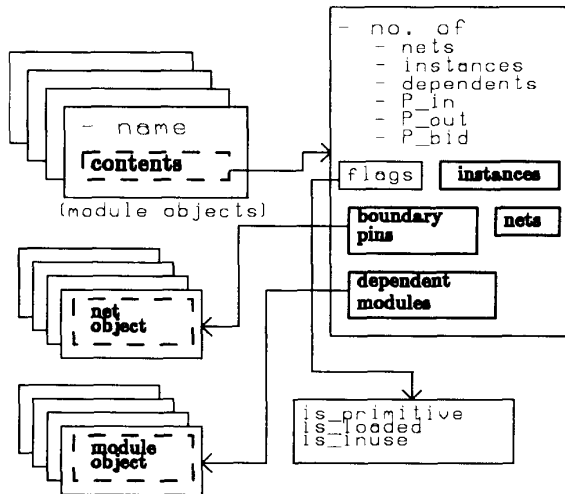 - no. of
- nets
- instances
- dependents
- P_in
- P_out
- P_bid
- name
contents
(module objects)
flags
instances
boundary
pins
nets
dependent
modules
net
object
module
object
is_primitive
is_loaded
is_inuse